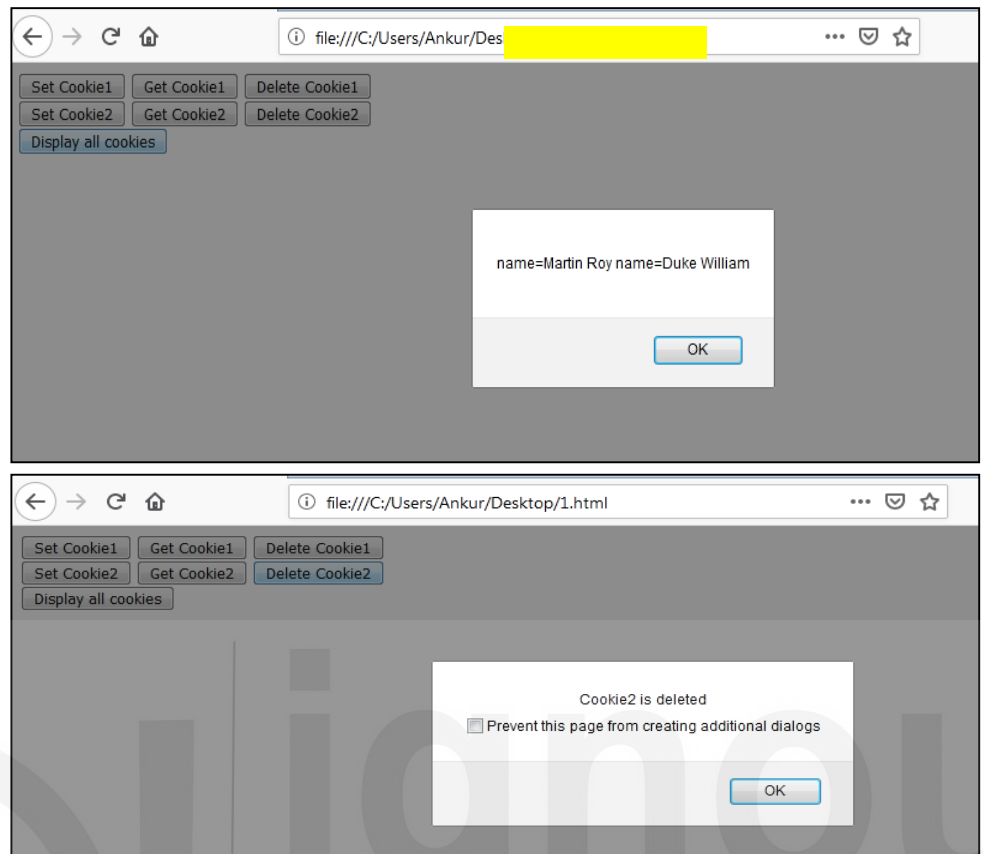 file:///C:/Users/Ankur/Des
Set Cookie1 Get Cookie1 Delete Cookie1
Set Cookie2 Get Cookie2 Delete Cookie2
Display all cookies
name=Martin Roy name=Duke William
OK
file:///C:/Users/Ankur/Desktop/1.html
Set Cookie1 Get Cookie1 Delete Cookie1
Set Cookie2 Get Cookie2 Delete Cookie2
Display all cookies
Cookie2 is deleted
Prevent this page from creating additional dialogs
OK
ignou